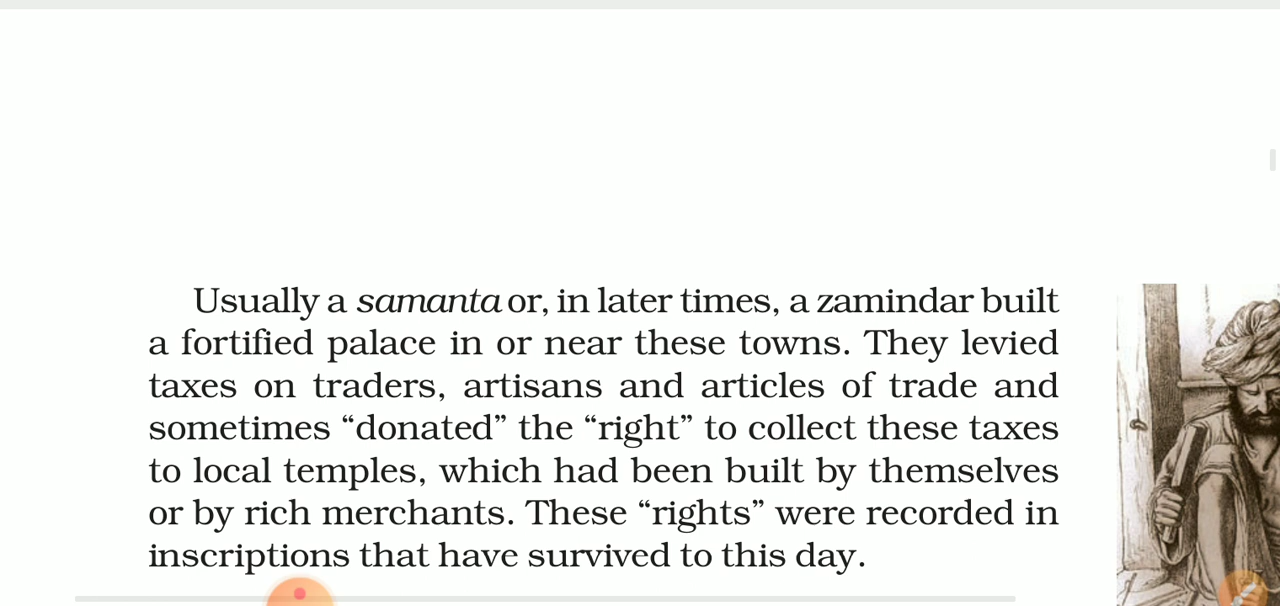 Usually a samanta or, in later times, a zamindar built
a fortified palace in or near these towns. They levied
taxes on traders, artisans and articles of trade and
sometimes “donated” the “right” to collect these taxes
to local temples, which had been built by themselves
or by rich merchants. These “rights” were recorded in
inscriptions that have survived to this day.